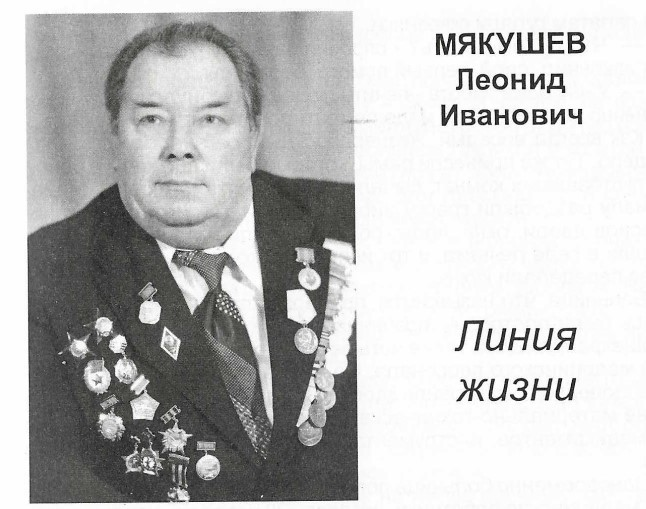 МЯКУШЕВ
Леонид
Иванович
Линия
жизни